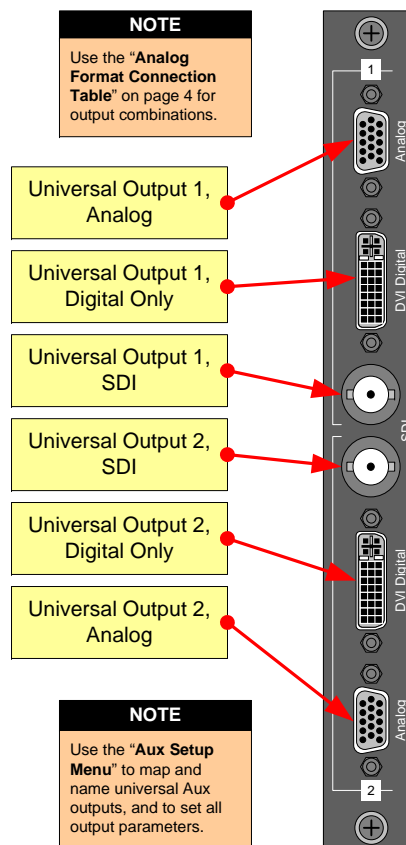 NOTE
Use the “Analog
Format Connection
Table” on page 4 for
output combinations.
1
Analog
Universal Output 1,
Analog
Universal Output 1,
Digital Only
DVI Digital
Universal Output 1,
SDI
SDI
Universal Output 2,
SDI
Universal Output 2,
Digital Only
DVI Digital
Universal Output 2,
Analog
Analog
2
NOTE
Use the “Aux Setup
Menu” to map and
name universal Aux
outputs, and to set all
output parameters.